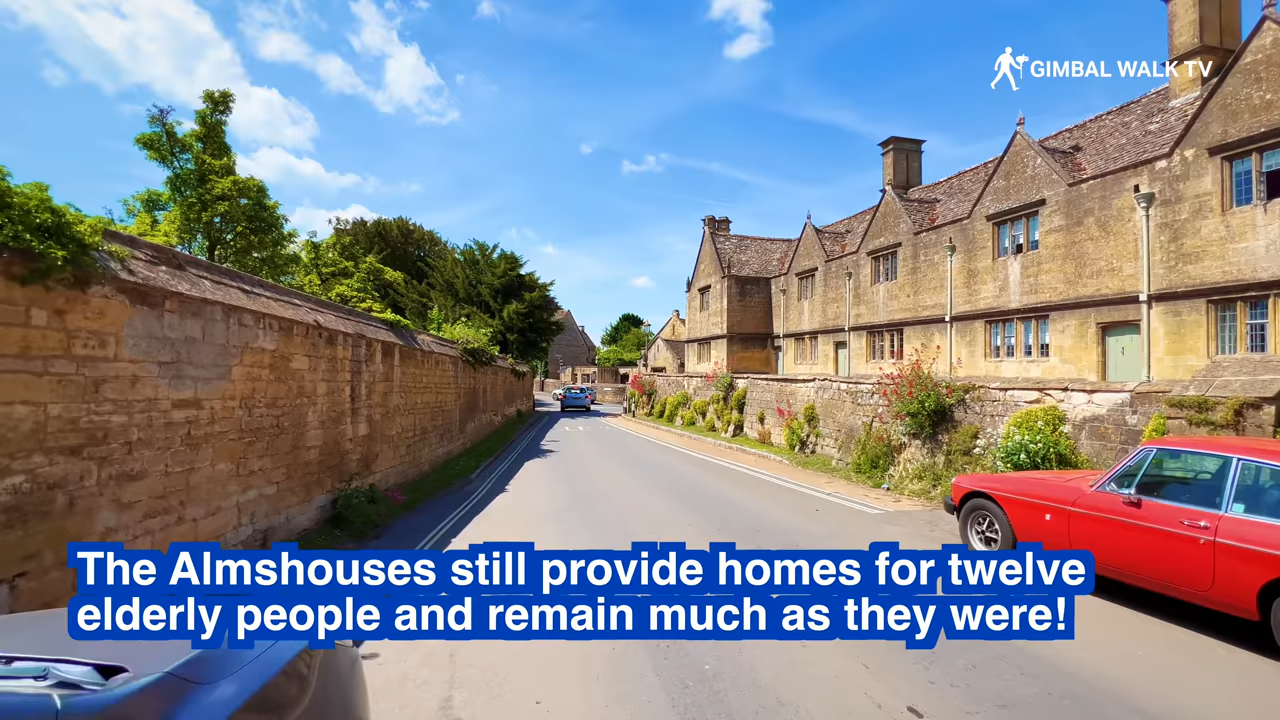 GIMBAL WALK TV
The Almshouses still provide homes for twelve
elderly people and remain much as they were!